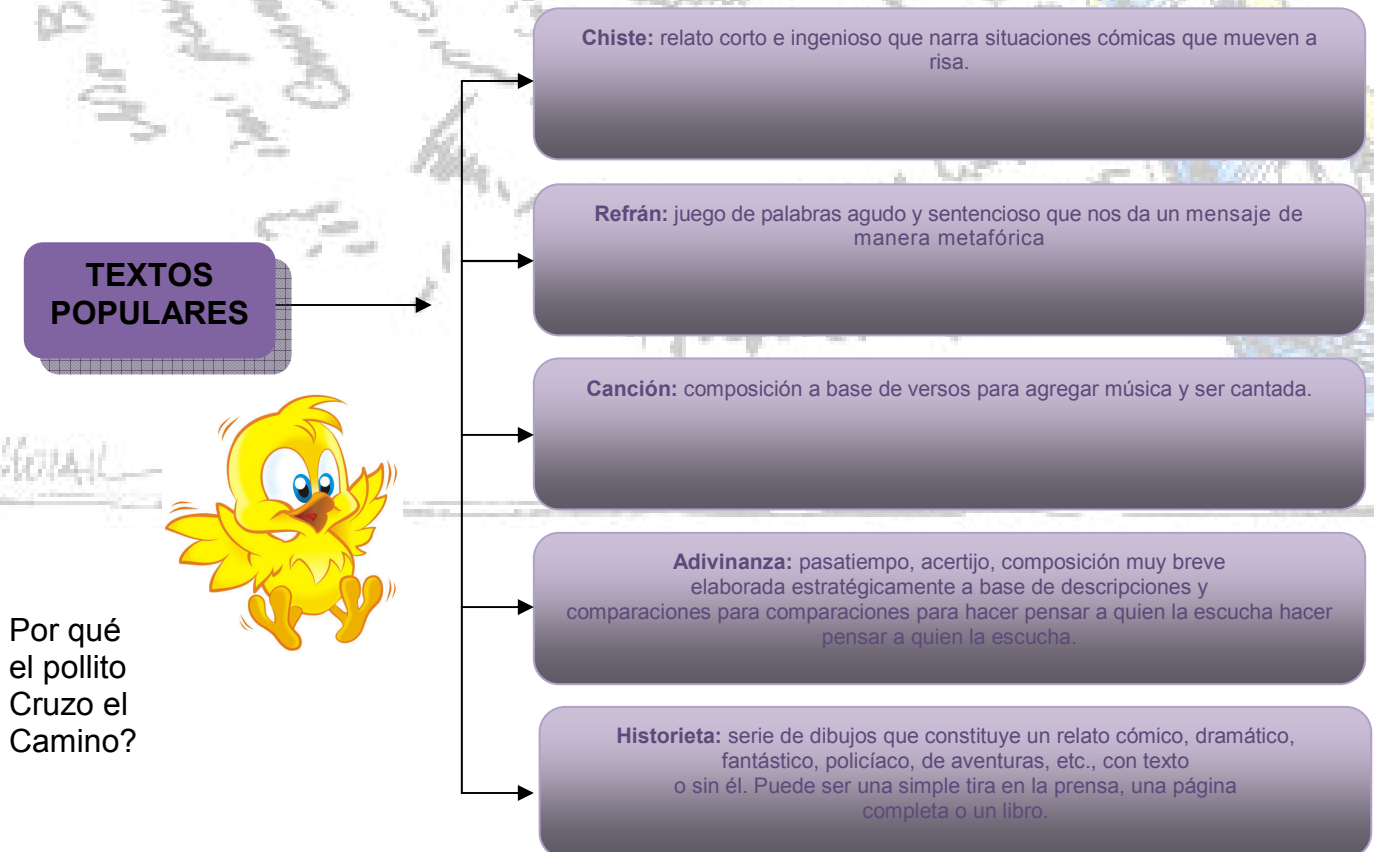 Chiste: relato corto e ingenioso que narra situaciones cómicas que mueven a
risa.
Refrán: juego de palabras agudo y sentencioso que nos da un mensaje de
manera metafórica
TEXTOS
POPULARES
Canción: composición a base de versos para agregar música y ser cantada.
Adivinanza: pasatiempo, acertijo, composición muy breve
elaborada estratégicamente a base de descripciones y
comparaciones para comparaciones para hacer pensar a quien la escucha hacer
pensar a quien la escucha.
Por qué
el pollito
Cruzo el
Camino?
Historieta: serie de dibujos que constituye un relato cómico, dramático,
fantástico, policíaco, de aventuras, etc., con texto
o sin él. Puede ser una simple tira en la prensa, una página
completa o un libro.